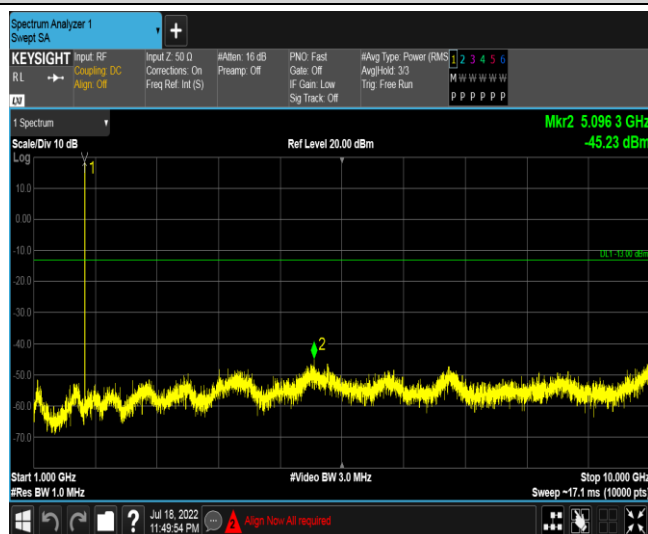 Spectrum Analyzer 1
Swept SA
+
KEYSIGHT
RL
LXI
Input: RF
Coupling: DC
Align: Off
Input Z: 50 Ω
Corrections: On
Freq Ref: Int (S)
#Atten: 16 dB
Preamp: Off
PNO: Fast
Gate: Off
IF Gain: Low
Sig Track: Off
#Avg Type: Power (RMS
Avg|Hold: 3/3
Trig: Free Run
1 2 3 4 5 6
M W W W W W
P P P P P P
1 Spectrum
Mkr2 5.096 3 GHz
Scale/Div 10 dB
Ref Level 20.00 dBm
-45.23 dBm
Log
1
10.0
0.00
-10.0
DL1 -13.00 dBm
-20.0
-30.0
-40.0
2
-50.0
-60.0
-70.0
Start 1.000 GHz
#Video BW 3.0 MHz
Stop 10.000 GHz
#Res BW 1.0 MHz
Sweep ~17.1 ms (10000 pts)
?
Jul 18, 2022
11:49:54 PM
2
Align Now All required